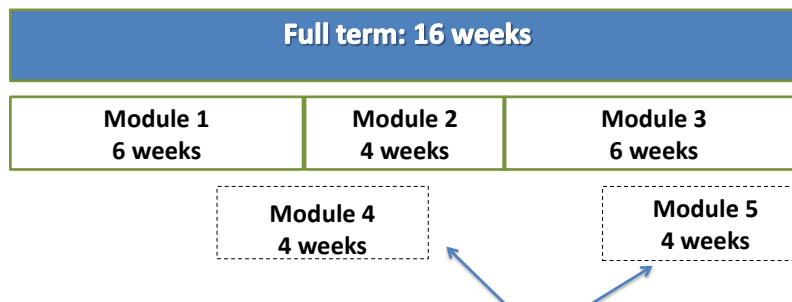 Full term: 16 weeks
Module 1
6 weeks
Module 2
4 weeks
Module 3
6 weeks
Module 4
4 weeks
Module 5
4 weeks